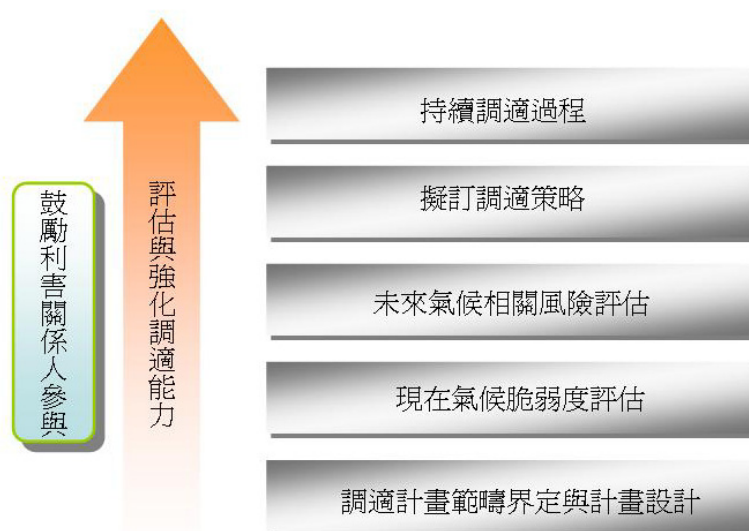 鼓勵利害關係人參與
評估與強化調適能力
持續調適過程
擬訂調適策略
未來氣候相關風險評估
現在氣候脆弱度評估
調適計畫範疇界定與計畫設計